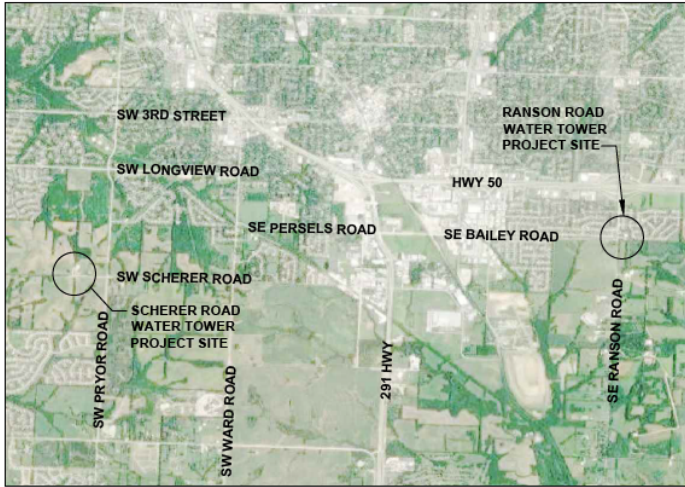 SW 3RD STREET
RANSON ROAD
WATER TOWER
PROJECT SITE
SW LONGVIEW ROAD
HWY 50
SE PERSELS ROAD
SE BAILEY ROAD
SW SCHERER ROAD
SCHERER ROAD
WATER TOWER
PROJECT SITE
SW PRYOR ROAD
SW WARD ROAD
291 HWY
SE RANSON ROAD